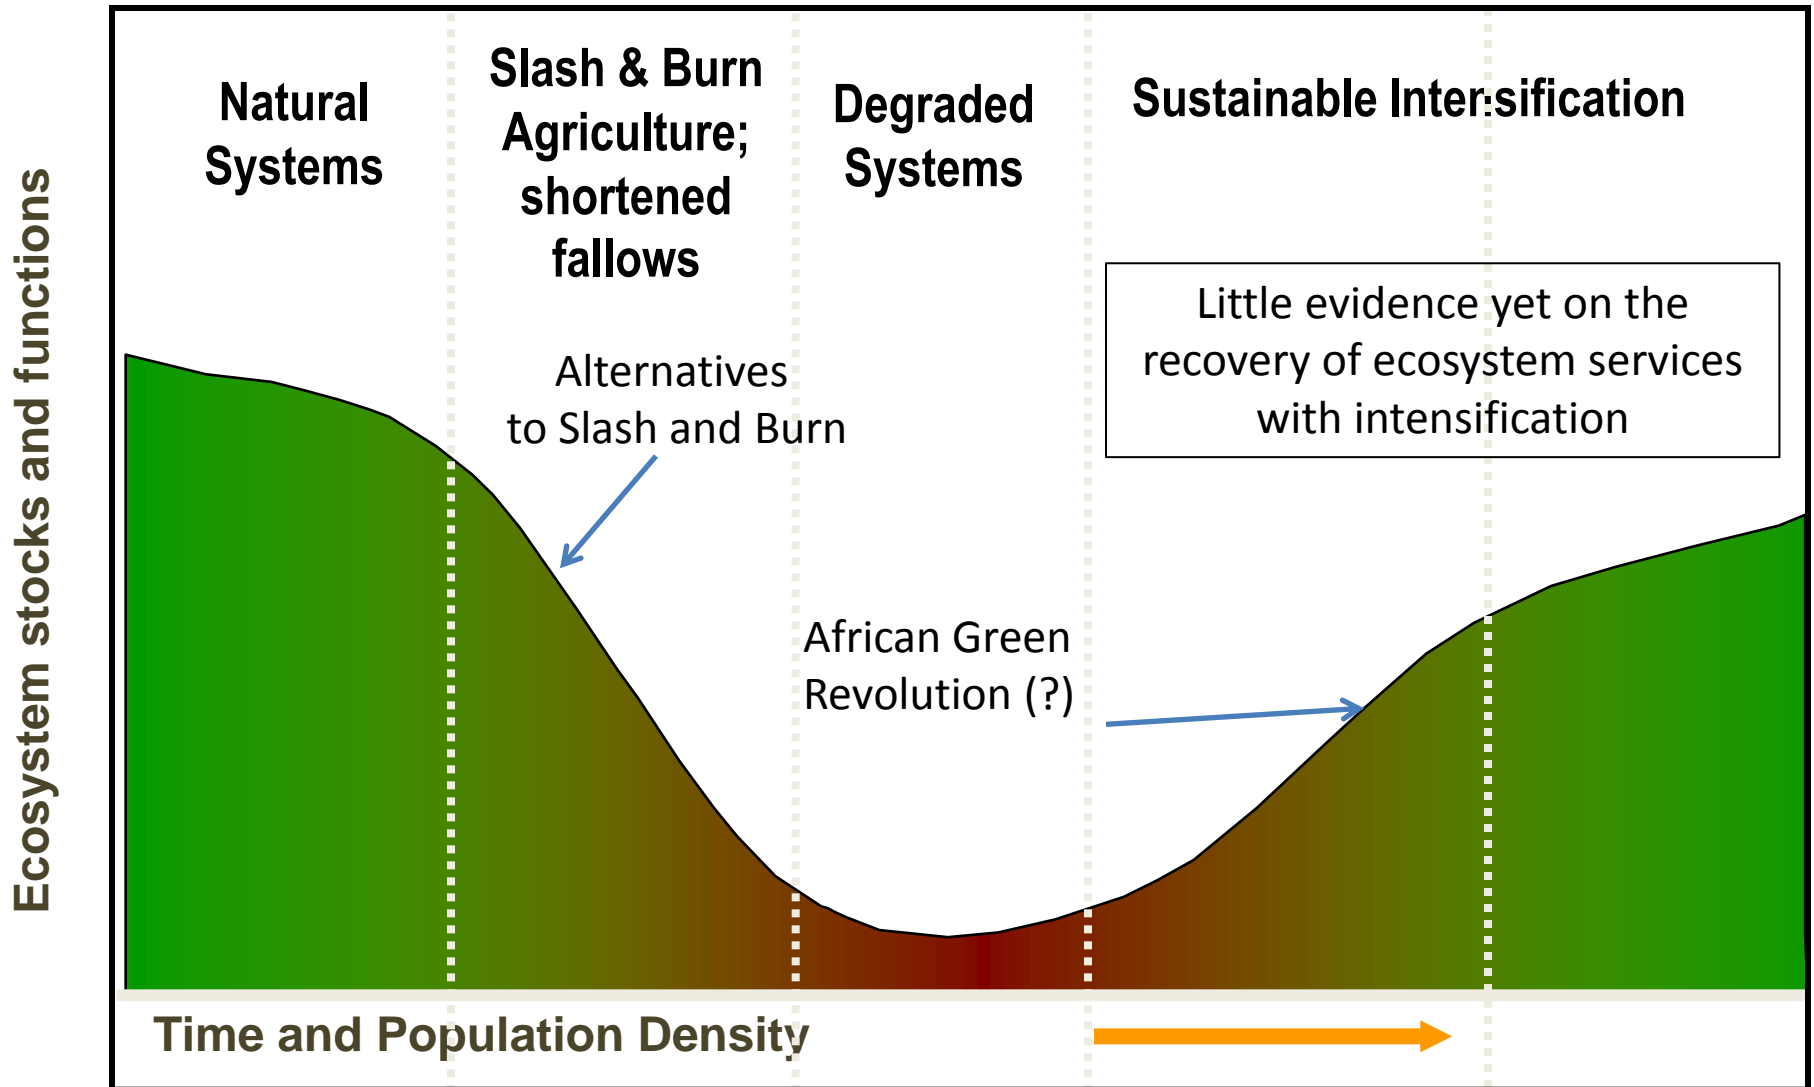 Natural
Systems
Slash & Burn
Agriculture;
shortened
fallows
Degraded
Systems
Sustainable Intensification
Little evidence yet on the
recovery of ecosystem services
with intensification
Alternatives
to Slash and Burn
African Green
Revolution (?)
Ecosystem stocks and functions
Time and Population Density